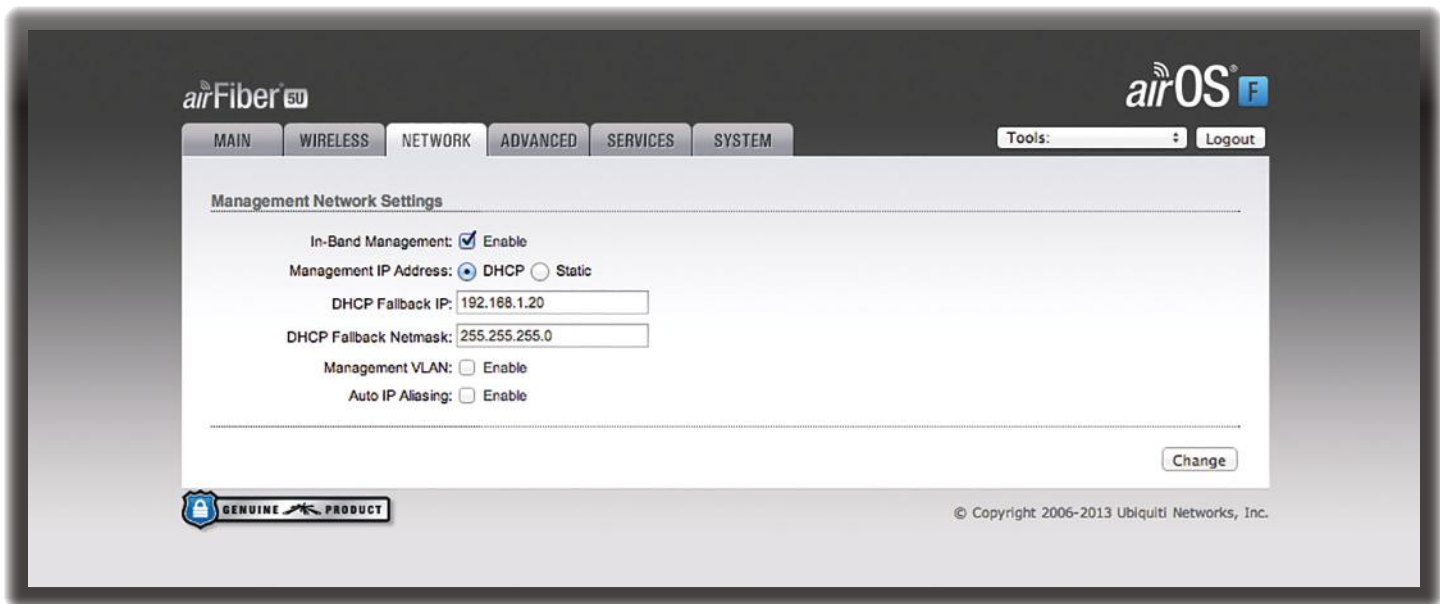 airFiber® 5U
airOS® F
MAIN WIRELESS NETWORK ADVANCED SERVICES SYSTEM Tools: Logout
Management Network Settings
In-Band Management: Enable
Management IP Address: DHCP Static
DHCP Fallback IP: 192.168.1.20
DHCP Fallback Netmask: 255.255.255.0
Management VLAN: Enable
Auto IP Aliasing: Enable
Change
GENUINE PRODUCT
© Copyright 2006-2013 Ubiquiti Networks, Inc.